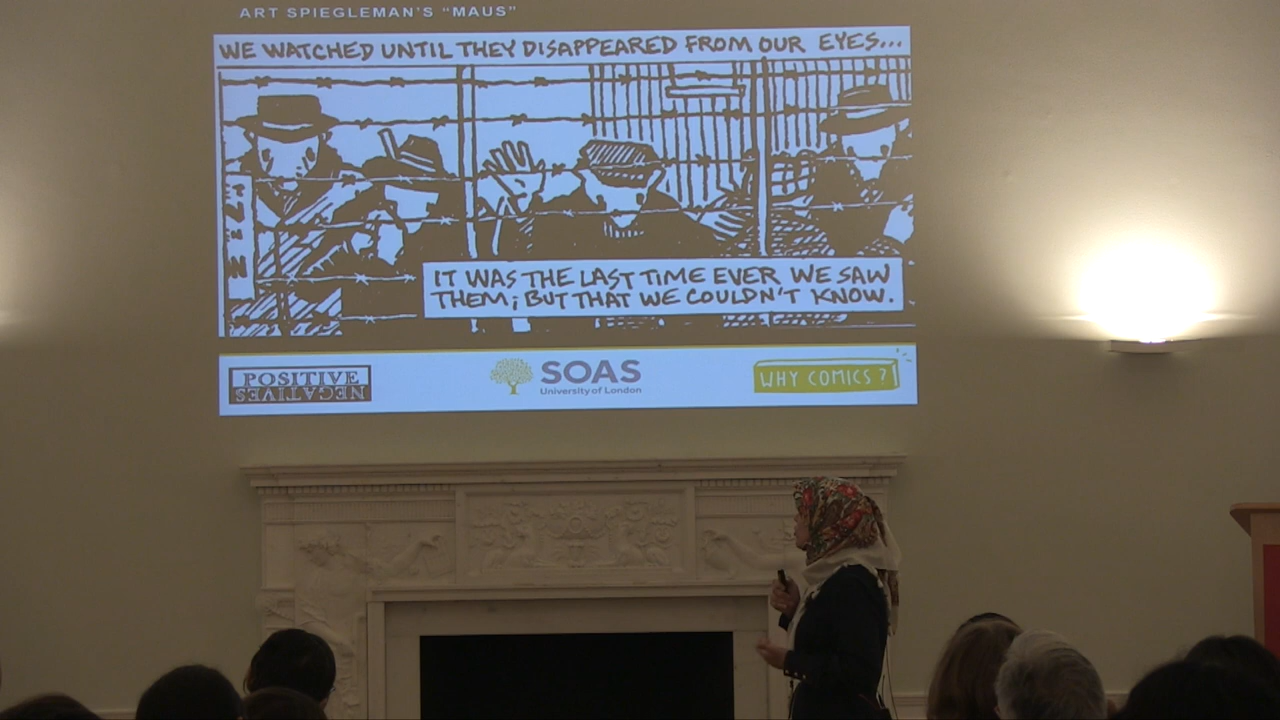 ART SPIEGLEMAN'S "MAUS"
WE WATCHED UNTIL THEY DISAPPEARED FROM OUR EYES...
IT WAS THE LAST TIME EVER WE SAW
THEM; BUT THAT WE COULDN'T KNOW.
POSITIVE
NEGATIVES
SOAS
University of London
WHY COMICS?